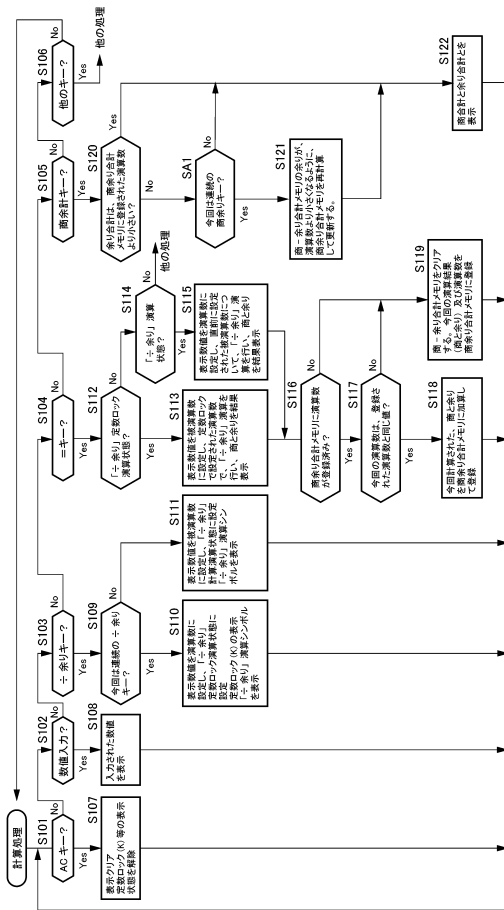 計算処理
S101
ACキー？
No
Yes
S107
表示クリア
定数ロック(K)等の表示
状態を解除
S102
数値入力？
No
Yes
S108
入力された数値
を表示
S103
÷余りキー？
No
Yes
S109
今回は連続の÷余り
キー？
No
Yes
S110
表示数値を演算数に
設定し、「÷余り」
定数ロック演算状態に
設定
定数ロック(K)の表示
「÷余り」演算シンボル
を表示
S111
表示数値を被演算数
に設定し、「÷余り」
計算演算状態に設定
「÷余り」演算シン
ボルを表示
S104
＝キー？
No
Yes
S112
「÷余り」定数ロック
演算状態？
No
Yes
S113
表示数値を被演算数
に設定し、定数ロック
で設定された演算数
で、「÷余り」演算を
行い、商と余りを結果
表示
S114
「÷余り」演算
状態？
No
他の処理
Yes
S115
表示数値を演算数に
設定し、直前に設定
された被演算数につ
いて、「÷余り」演
算を行い、商と余り
を結果表示
S116
商余り合計メモリに演算数
が登録済み？
No
Yes
S117
今回の演算数は、登録さ
れた演算数と同じ値？
No
Yes
S118
今回計算された、商と余り
を商余り合計メモリに加算し
て登録
S119
商－余り合計メモリをクリア
する。今回の演算結果
(商と余り)及び演算数を
商余り合計メモリに登録
S105
商余計キー？
No
Yes
S120
余り合計は、商余り合計
メモリに登録された演算数
より小るい？
Yes
No
SA1
今回は連続の
商余りキー？
No
Yes
S121
商－余り合計メモリの余りが、
演算数より小さくなるように、
商余り合計メモリを再計算
して更新する。
S106
他のキー？
No
Yes
他の処理
S122
商合計と余り合計とを
表示